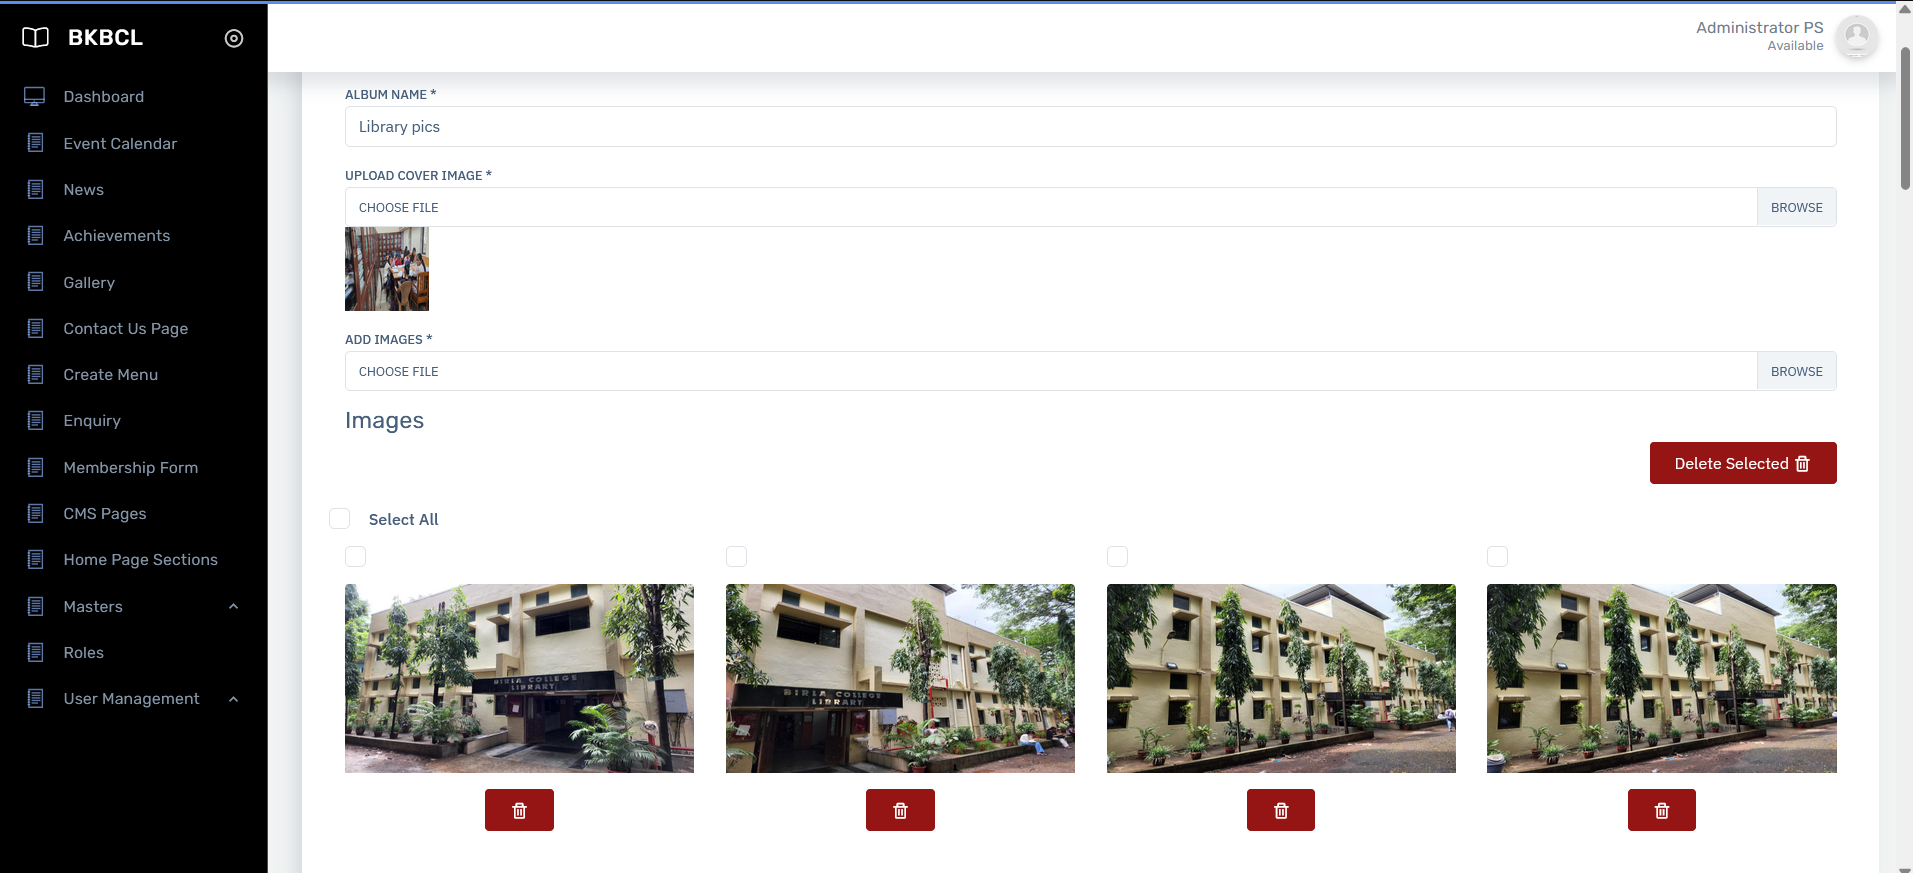 BKBCL
Administrator PS
Available
Dashboard
Event Calendar
News
Achievements
Gallery
Contact Us Page
Create Menu
Enquiry
Membership Form
CMS Pages
Home Page Sections
Masters
Roles
User Management
ALBUM NAME *
Library pics
UPLOAD COVER IMAGE *
CHOOSE FILE
BROWSE
ADD IMAGES *
CHOOSE FILE
BROWSE
Images
Delete Selected
Select All
BIRLA COLLEGE
LIBRARY
BIRLA COLLEGE
LIBRARY